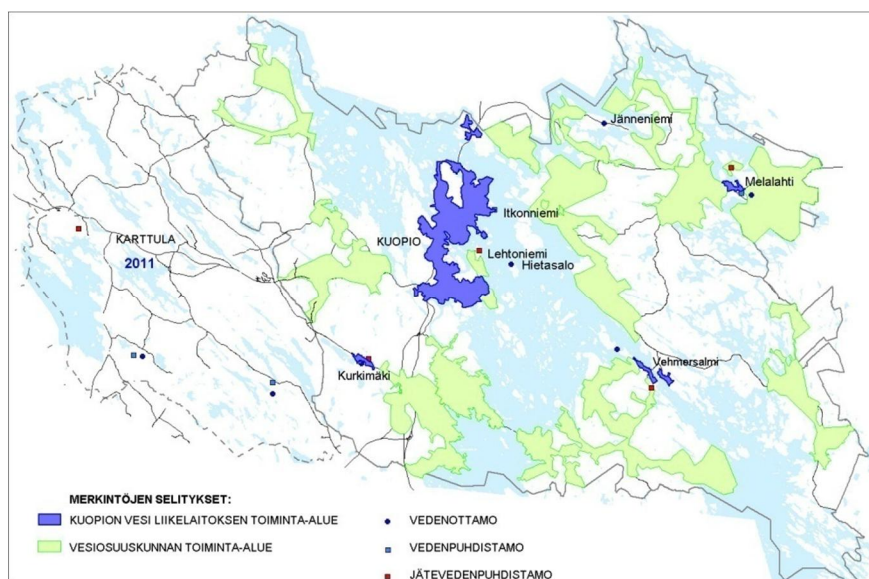 Jänneniemi
Melalahti
Itkonniemi
KARTTULA
KUOPIO
Lehtoniemi
2011
Hietasalo
Vehmersalmi
Kurkimäki
MERKINTÖJEN SELITYKSET:
KUOPION VESI LIIKELAITOKSEN TOIMINTA-ALUE
VEDENOTTAMO
VESIOSUUSKUNNAN TOIMINTA-ALUE
VEDENPUHDISTAMO
JÄTEVEDENPUHDISTAMO